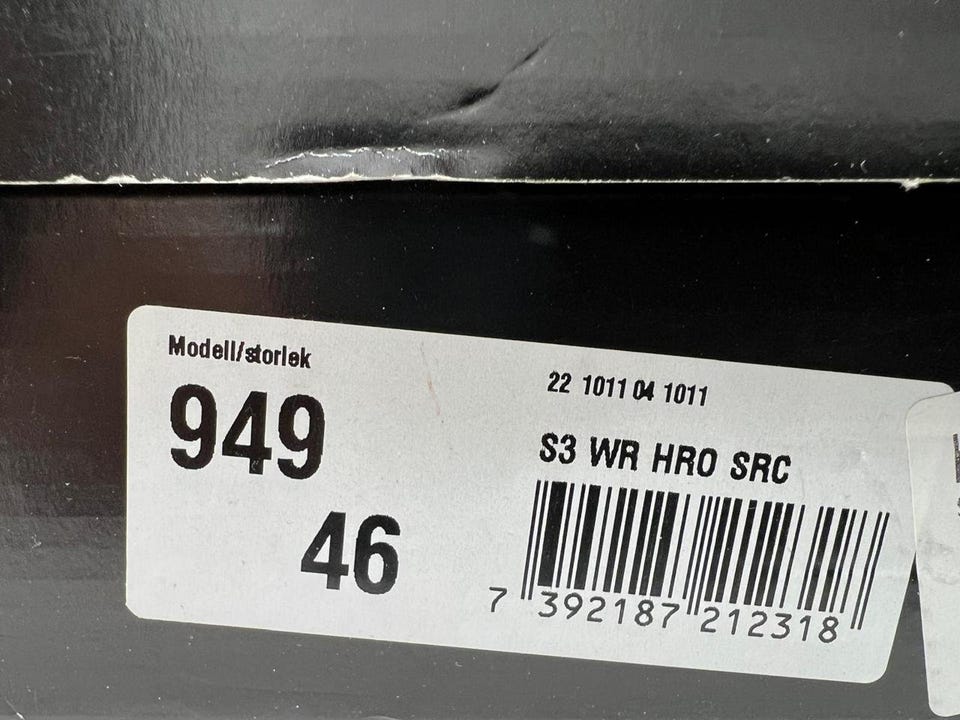 Modell/storlek
949
46
22 1011 04 1011
S3 WR HRO SRC
7 392187 212318